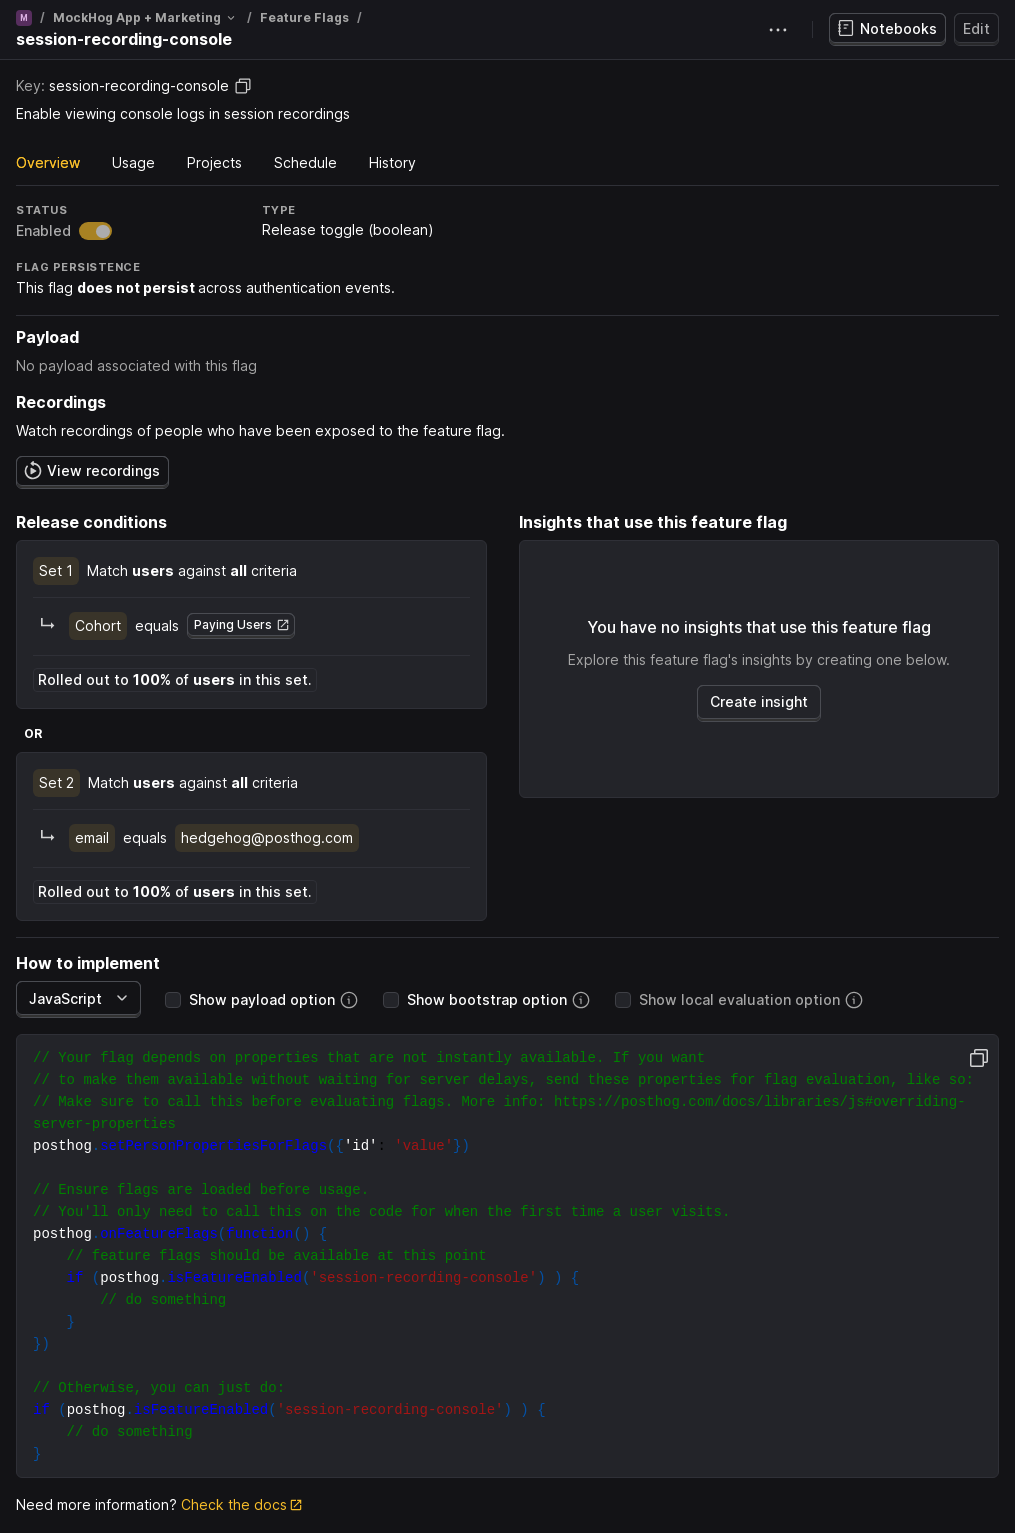 M / MockHog App + Marketing / Feature Flags /
session-recording-console
Notebooks
Edit
Key: session-recording-console
Enable viewing console logs in session recordings
Overview
Usage
Projects
Schedule
History
STATUS
Enabled
TYPE
Release toggle (boolean)
FLAG PERSISTENCE
This flag does not persist across authentication events.
Payload
No payload associated with this flag
Recordings
Watch recordings of people who have been exposed to the feature flag.
View recordings
Release conditions
Set 1 Match users against all criteria
Cohort equals Paying Users
Rolled out to 100% of users in this set.
OR
Set 2 Match users against all criteria
email equals hedgehog@posthog.com
Rolled out to 100% of users in this set.
Insights that use this feature flag
You have no insights that use this feature flag
Explore this feature flag's insights by creating one below.
Create insight
How to implement
JavaScript
Show payload option
Show bootstrap option
Show local evaluation option
// Your flag depends on properties that are not instantly available. If you want
// to make them available without waiting for server delays, send these properties for flag evaluation, like so:
// Make sure to call this before evaluating flags. More info: https://posthog.com/docs/libraries/js#overriding-
server-properties
posthog.setPersonPropertiesForFlags({'id': 'value'})
// Ensure flags are loaded before usage.
// You'll only need to call this on the code for when the first time a user visits.
posthog.onFeatureFlags(function() {
// feature flags should be available at this point
if (posthog.isFeatureEnabled('session-recording-console') ) {
// do something
}
})
// Otherwise, you can just do:
if (posthog.isFeatureEnabled('session-recording-console') ) {
// do something
}
Need more information? Check the docs